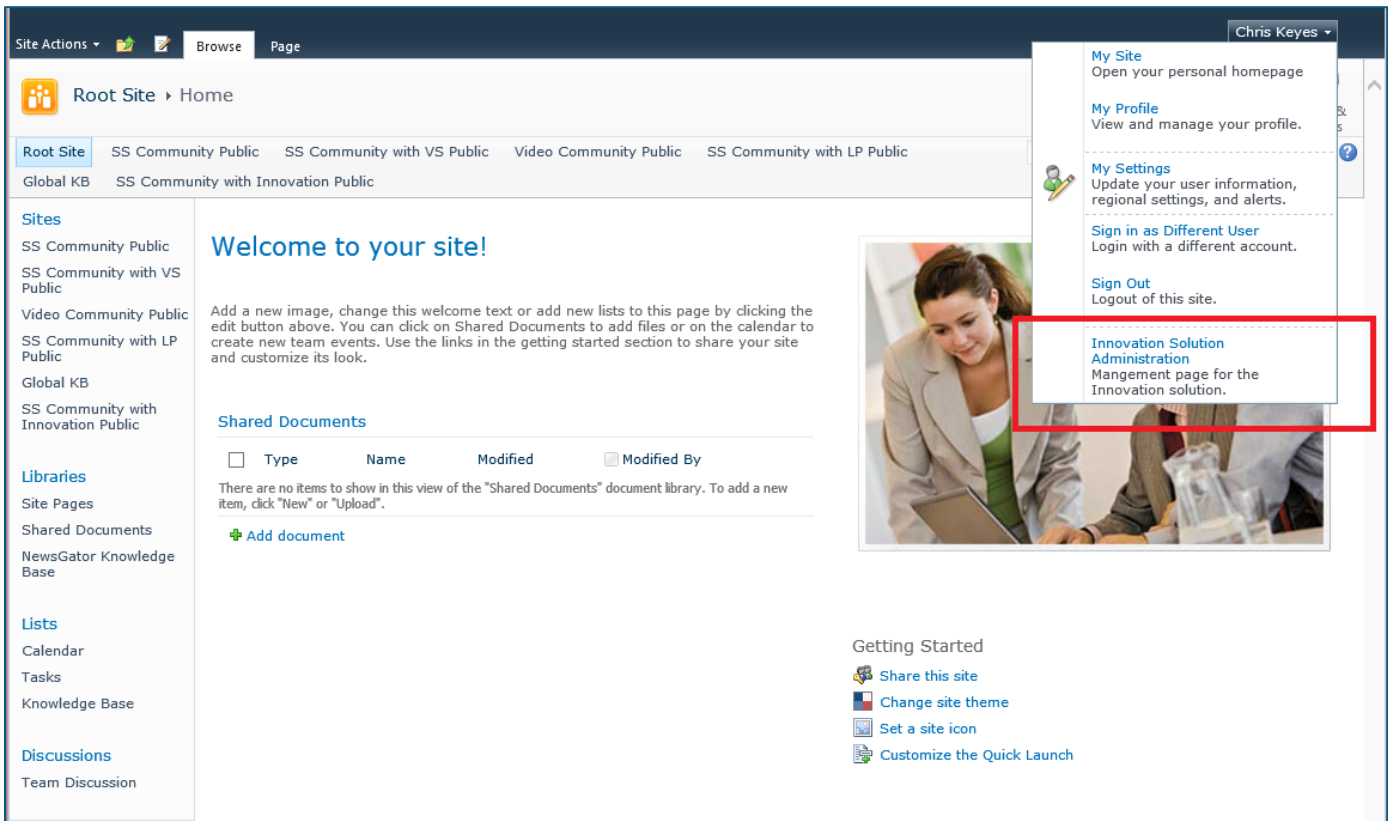 Site Actions
Browse
Page
Chris Keyes
My Site
Open your personal homepage
My Profile
View and manage your profile.
My Settings
Update your user information,
regional settings, and alerts.
Sign in as Different User
Login with a different account.
Sign Out
Logout of this site.
Innovation Solution
Administration
Mangement page for the
Innovation solution.
Root Site ▸ Home
&
s
Root Site
SS Community Public
SS Community with VS Public
Video Community Public
SS Community with LP Public
Global KB
SS Community with Innovation Public
Sites
SS Community Public
SS Community with VS
Public
Video Community Public
SS Community with LP
Public
Global KB
SS Community with
Innovation Public
Libraries
Site Pages
Shared Documents
NewsGator Knowledge
Base
Lists
Calendar
Tasks
Knowledge Base
Discussions
Team Discussion
Welcome to your site!
Add a new image, change this welcome text or add new lists to this page by clicking the
edit button above. You can click on Shared Documents to add files or on the calendar to
create new team events. Use the links in the getting started section to share your site
and customize its look.
Shared Documents
Type Name Modified Modified By
There are no items to show in this view of the "Shared Documents" document library. To add a new
item, click "New" or "Upload".
Add document
Getting Started
Share this site
Change site theme
Set a site icon
Customize the Quick Launch